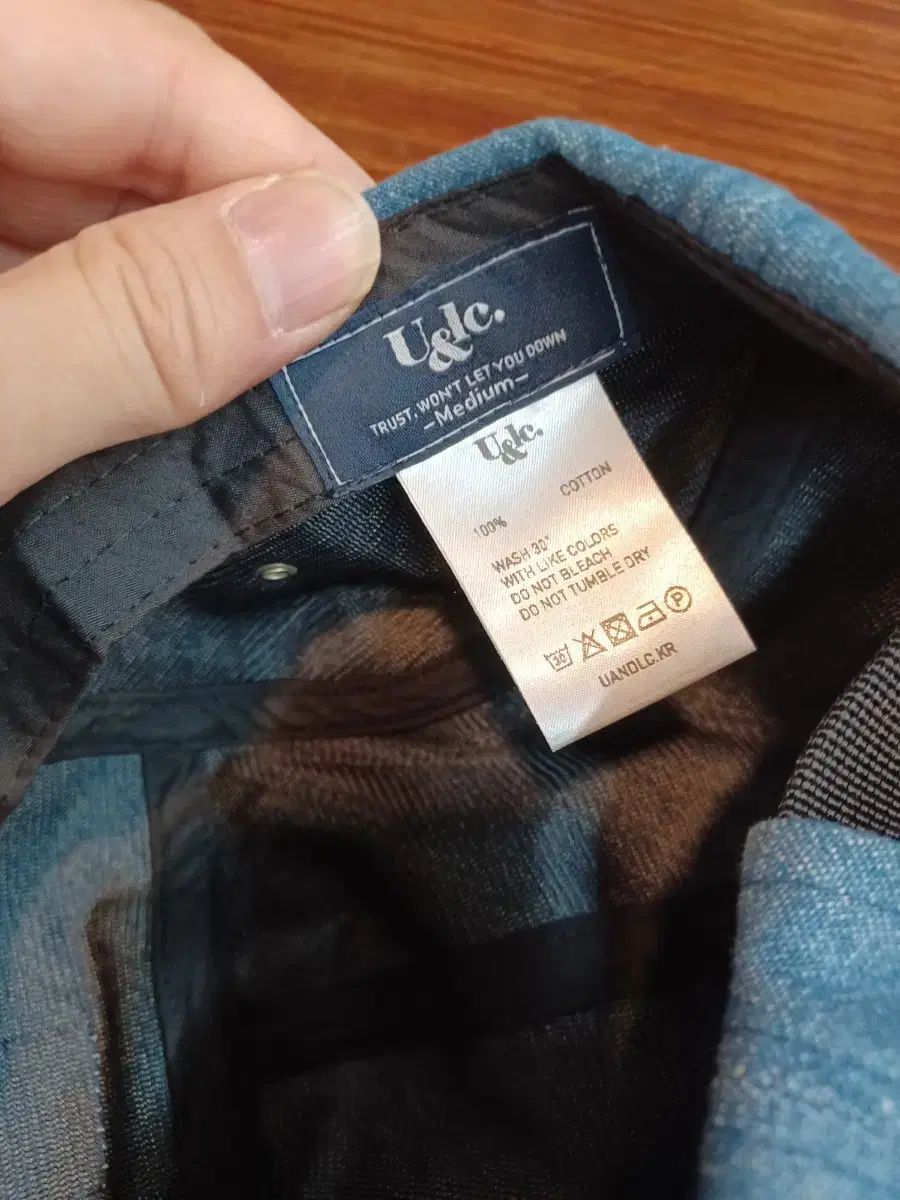 U&lc.
TRUST, WON'T LET YOU DOWN
-Medium-
U&lc.
100% COTTON
WASH 30°
WITH LIKE COLORS
DO NOT BLEACH
DO NOT TUMBLE DRY
30° P
UANDLC.KR